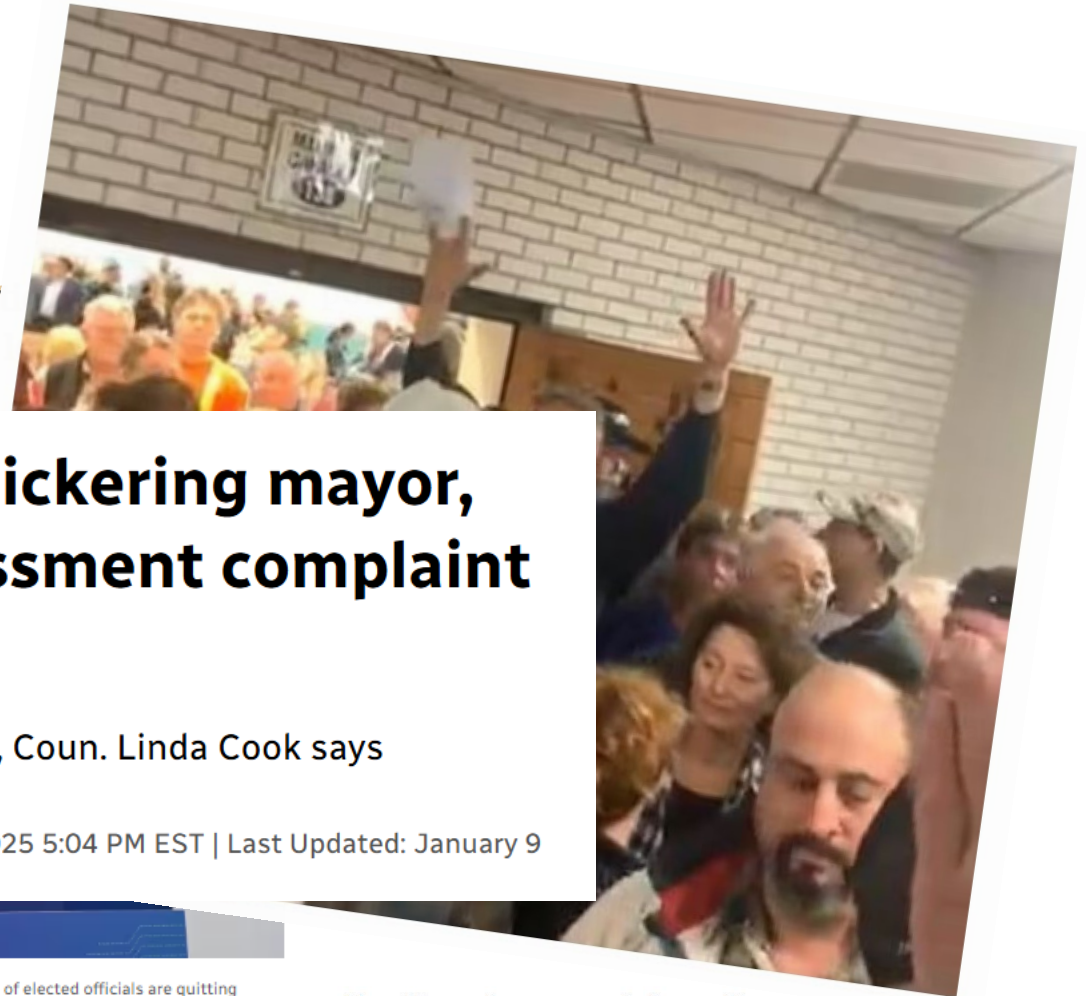 ickering mayor,
ssment complaint
, Coun. Linda Cook says
25 5:04 PM EST | Last Updated: January 9
of elected officials are quitting